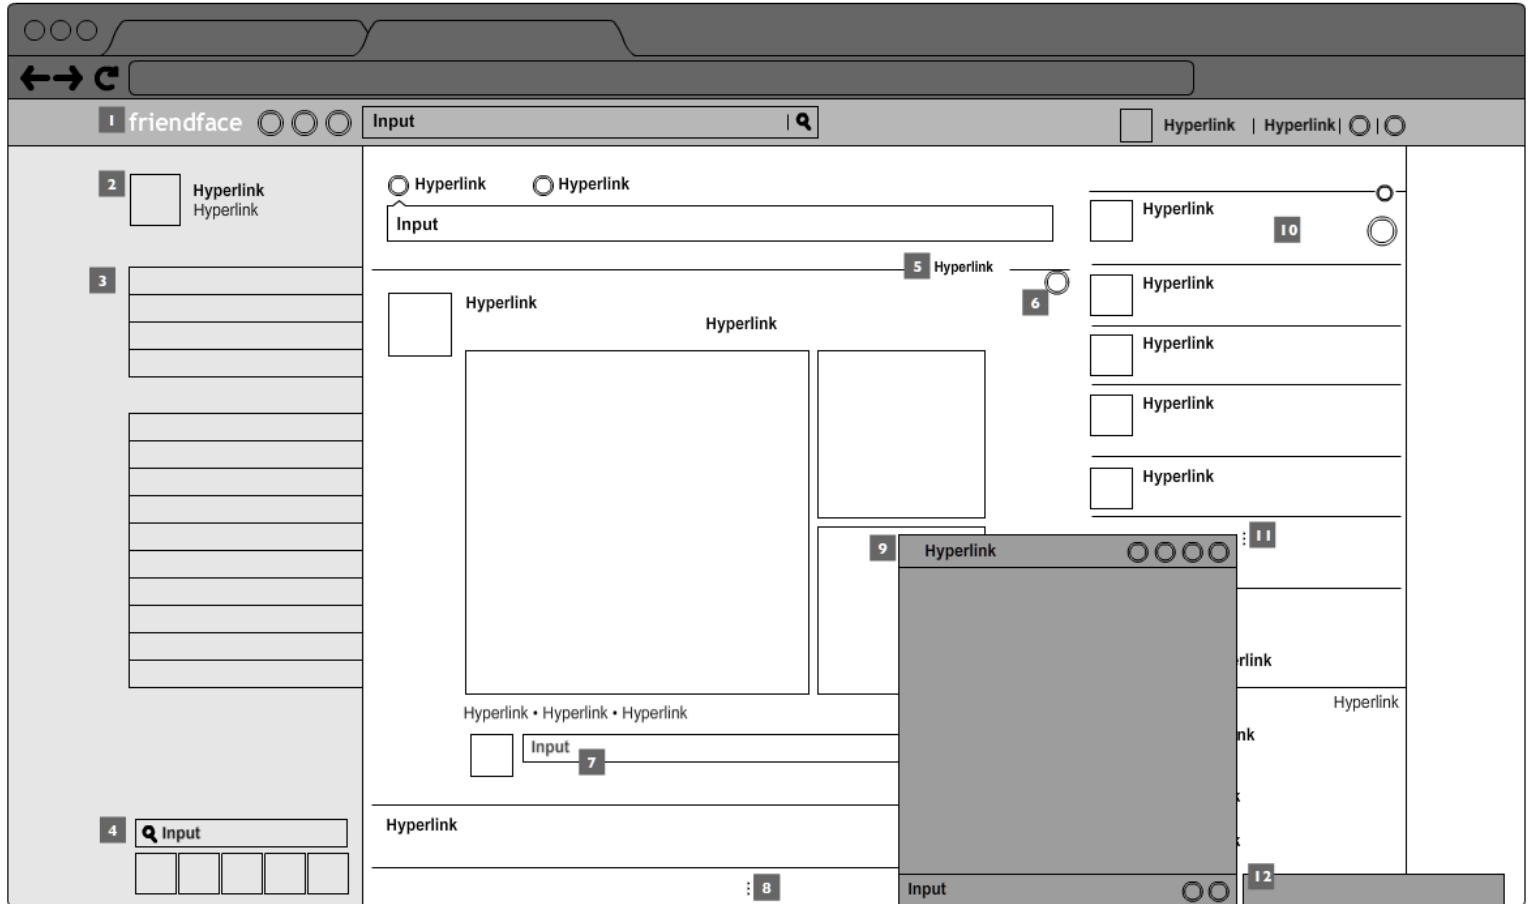 1 friendface Input Hyperlink | Hyperlink | |
2 Hyperlink
Hyperlink
3
4 Input
Hyperlink Hyperlink
Input
5 Hyperlink
6
Hyperlink
Hyperlink
Hyperlink • Hyperlink • Hyperlink
Input
7
Hyperlink
8
9 Hyperlink
Input
Hyperlink
10
Hyperlink
Hyperlink
Hyperlink
Hyperlink
11
rlink
Hyperlink
nk
k
k
12